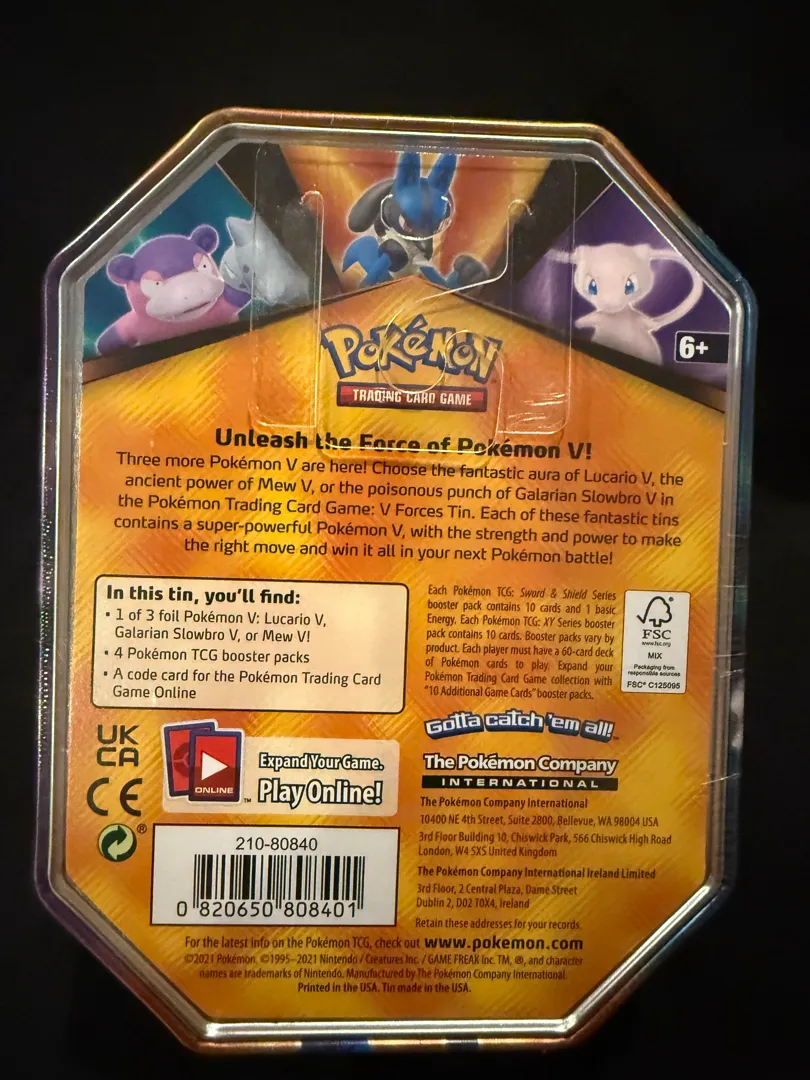 6+
POKéMON
TRADING CARD GAME
Unleash the Force of Pokémon V!
Three more Pokémon V are here! Choose the fantastic aura of Lucario V, the
ancient power of Mew V, or the poisonous punch of Galarian Slowbro V in
the Pokémon Trading Card Game: V Forces Tin. Each of these fantastic tins
contains a super-powerful Pokémon V, with the strength and power to make
the right move and win it all in your next Pokémon battle!
In this tin, you'll find:
• 1 of 3 foil Pokémon V: Lucario V,
Galarian Slowbro V, or Mew V!
• 4 Pokémon TCG booster packs
• A code card for the Pokémon Trading Card
Game Online
Each Pokémon TCG: Sword & Shield Series
booster pack contains 10 cards and 1 basic
Energy. Each Pokémon TCG: XY Series booster
pack contains 10 cards. Booster packs vary by
product. Each player must have a 60-card deck
of Pokémon cards to play. Expand your
Pokémon Trading Card Game collection with
"10 Additional Game Cards" booster packs.
FSC
www.fsc.org
MIX
Packaging from
responsible sources
FSC® C125095
UK
CA
CE
®
ONLINE
™
Expand Your Game.
Play Online!
210-80840
0 820650 808401
Gotta catch 'em all!™
The Pokémon Company
INTERNATIONAL
The Pokémon Company International
10400 NE 4th Street, Suite 2800, Bellevue, WA 98004 USA
3rd Floor Building 10, Chiswick Park, 566 Chiswick High Road
London, W4 5XS United Kingdom
The Pokémon Company International Ireland Limited
3rd Floor, 2 Central Plaza, Dame Street
Dublin 2, D02 T0X4, Ireland
Retain these addresses for your records.
For the latest info on the Pokémon TCG, check out www.pokemon.com
©2021 Pokémon. ©1995–2021 Nintendo / Creatures Inc. / GAME FREAK Inc. TM, ®, and character
names are trademarks of Nintendo. Manufactured by The Pokémon Company International.
Printed in the USA. Tin made in the USA.